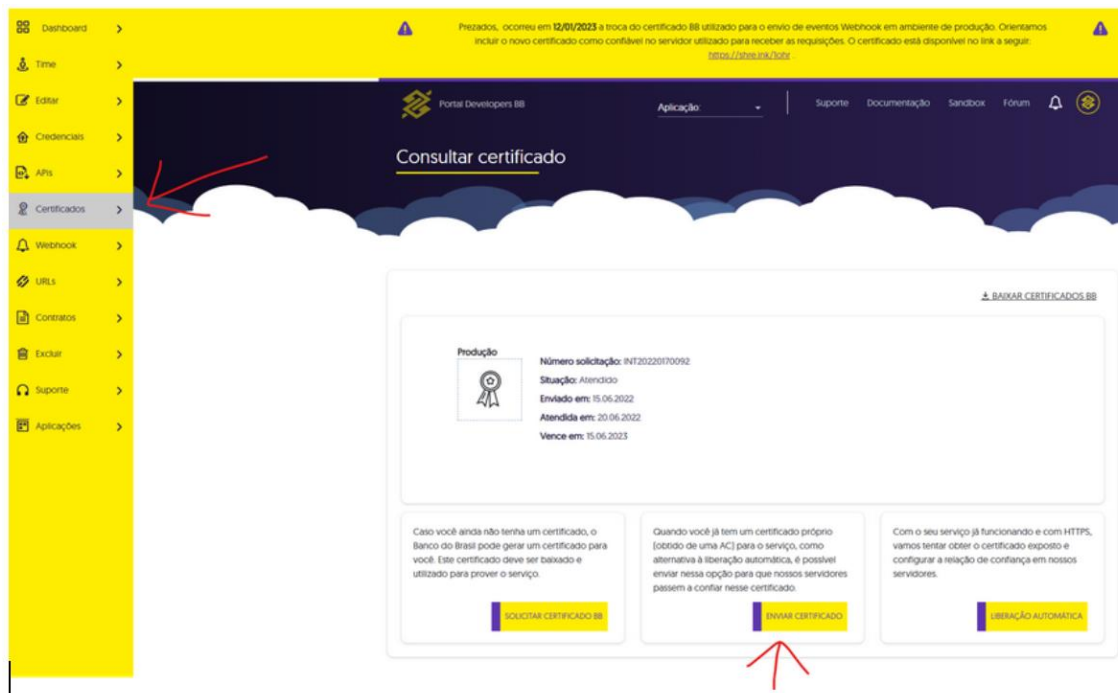 Prezados, ocorreu em 12/01/2023 a troca do certificado BB utilizado para o envio de eventos Webhook em ambiente de produção. Orientamos
incluir o novo certificado como confiável no servidor utilizado para receber as requisições. O certificado está disponível no link a seguir:
https://shre.ink/1ohr .
Dashboard
Time
Editar
Credenciais
APIs
Certificados
Webhook
URLs
Contratos
Excluir
Suporte
Aplicações
Portal Developers BB
Aplicação:
Suporte
Documentação
Sandbox
Fórum
Consultar certificado
BAIXAR CERTIFICADOS BB
Produção
Número solicitação: INT20220170092
Situação: Atendido
Enviado em: 15.06.2022
Atendida em: 20.06.2022
Vence em: 15.06.2023
Caso você ainda não tenha um certificado, o
Banco do Brasil pode gerar um certificado para
você. Este certificado deve ser baixado e
utilizado para prover o serviço.
SOLICITAR CERTIFICADO BB
Quando você já tem um certificado próprio
(obtido de uma AC) para o serviço, como
alternativa à liberação automática, é possível
enviar nessa opção para que nossos servidores
passem a confiar nesse certificado.
ENVIAR CERTIFICADO
Com o seu serviço já funcionando e com HTTPS,
vamos tentar obter o certificado exposto e
configurar a relação de confiança em nossos
servidores.
LIBERAÇÃO AUTOMÁTICA